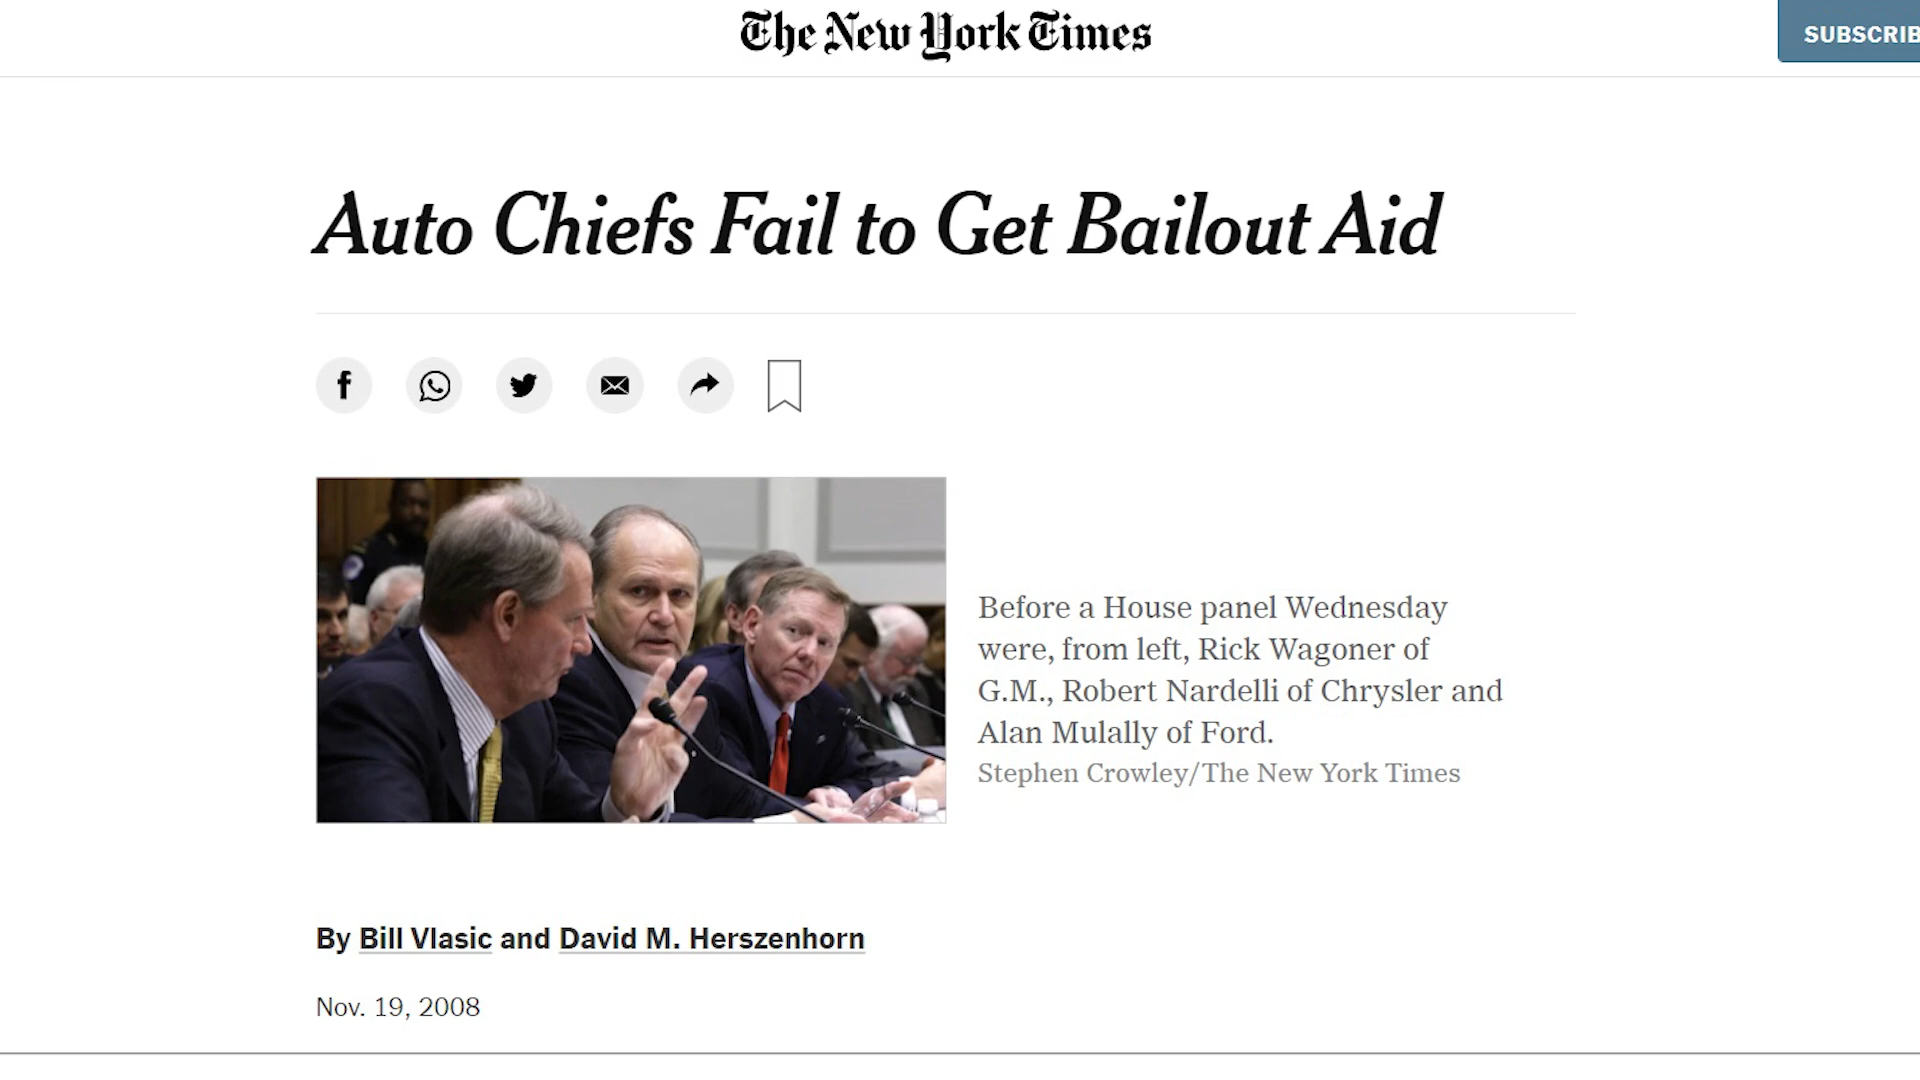 The New York Times
SUBSCRIB
Auto Chiefs Fail to Get Bailout Aid
Before a House panel Wednesday
were, from left, Rick Wagoner of
G.M., Robert Nardelli of Chrysler and
Alan Mulally of Ford.
Stephen Crowley/The New York Times
By Bill Vlasic and David M. Herszenhorn
Nov. 19, 2008